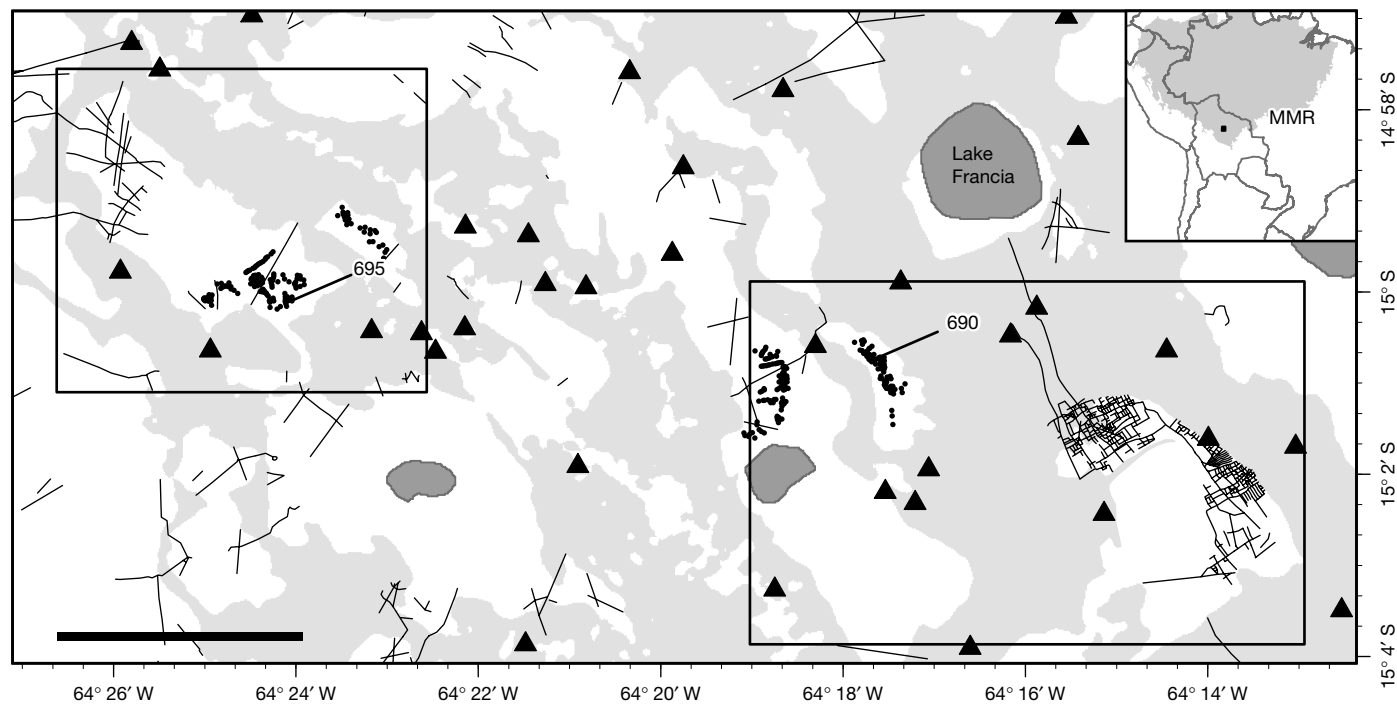 MMR
Lake
Francia
695
690
14° 58′ S
15° S
15° 2′ S
15° 4′ S
64° 26′ W
64° 24′ W
64° 22′ W
64° 20′ W
64° 18′ W
64° 16′ W
64° 14′ W